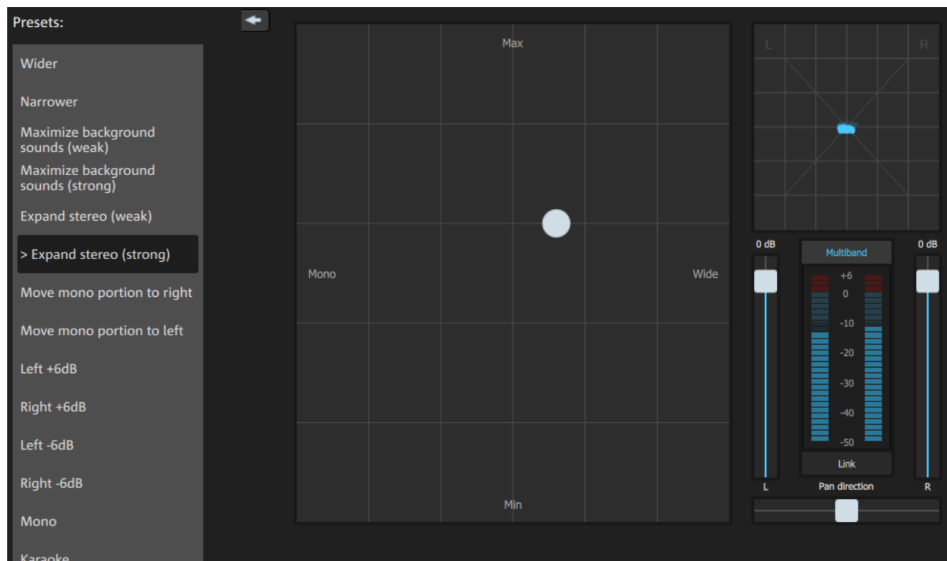 Presets:
Wider
Narrower
Maximize background
sounds (weak)
Maximize background
sounds (strong)
Expand stereo (weak)
> Expand stereo (strong)
Move mono portion to right
Move mono portion to left
Left +6dB
Right +6dB
Left -6dB
Right -6dB
Mono
Karaoke
Max
Mono
Wide
Min
L R
0 dB
Multiband
0 dB
+6
0
-10
-20
-30
-40
-50
Link
L Pan direction R